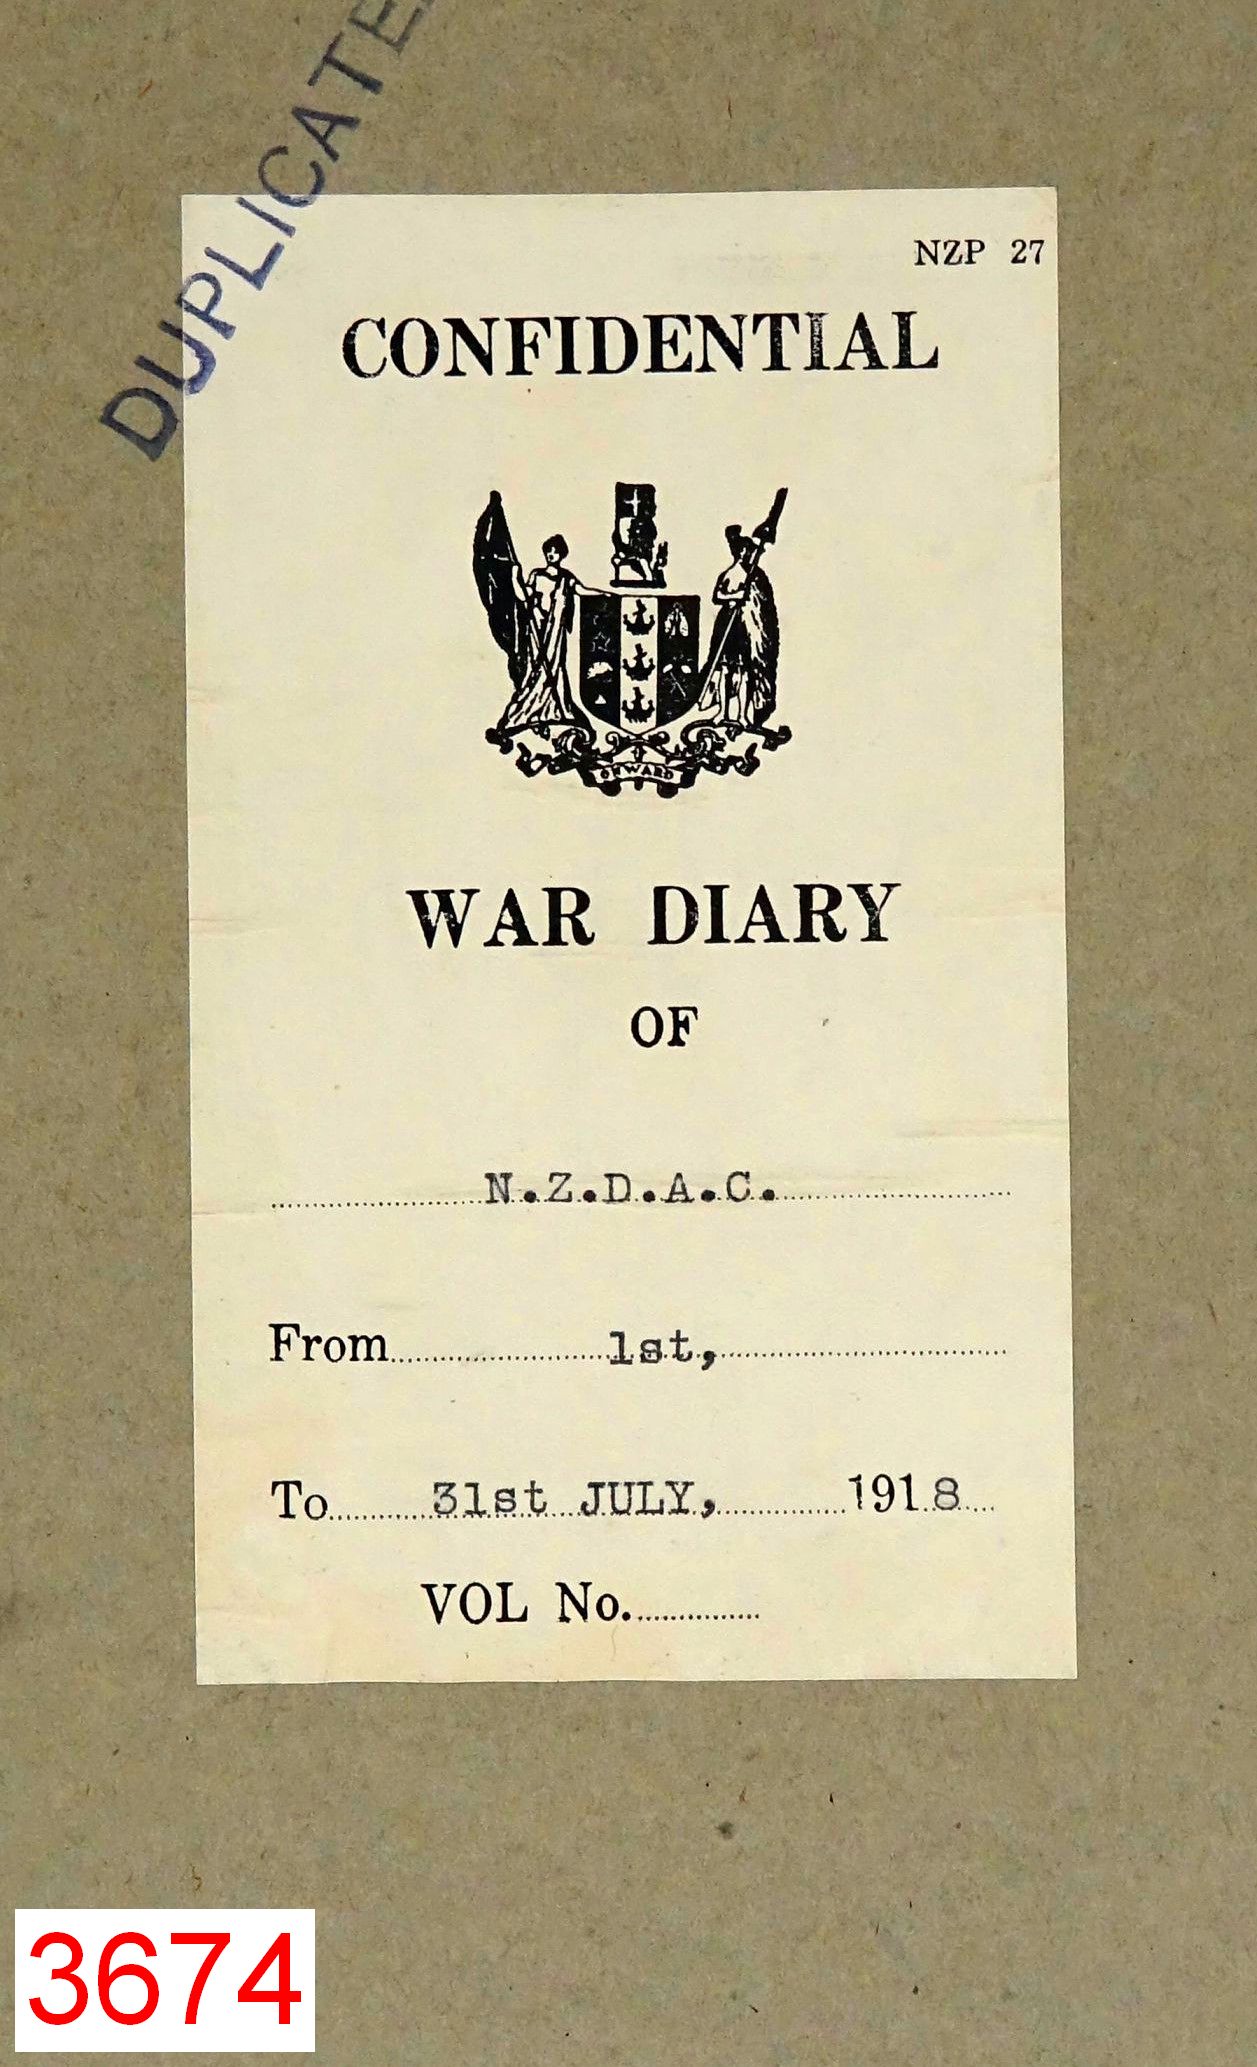 DUPLICATE
NZP 27
CONFIDENTIAL
ONWARD
WAR DIARY
OF
N.Z.D.A.C.
From 1st,
To 31st JULY, 1918
VOL No.
3674